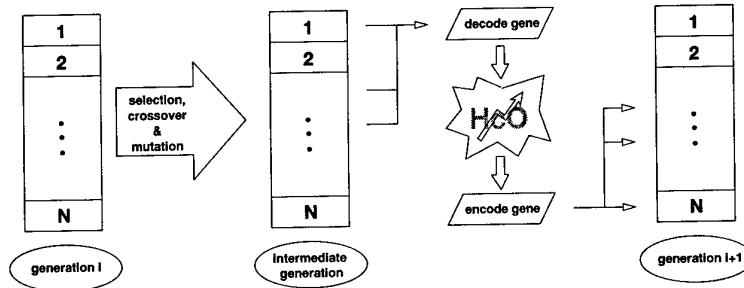 1
2
N
generation i
selection,
crossover
&
mutation
1
2
N
intermediate
generation
decode gene
HcO
encode gene
1
2
N
generation i+1